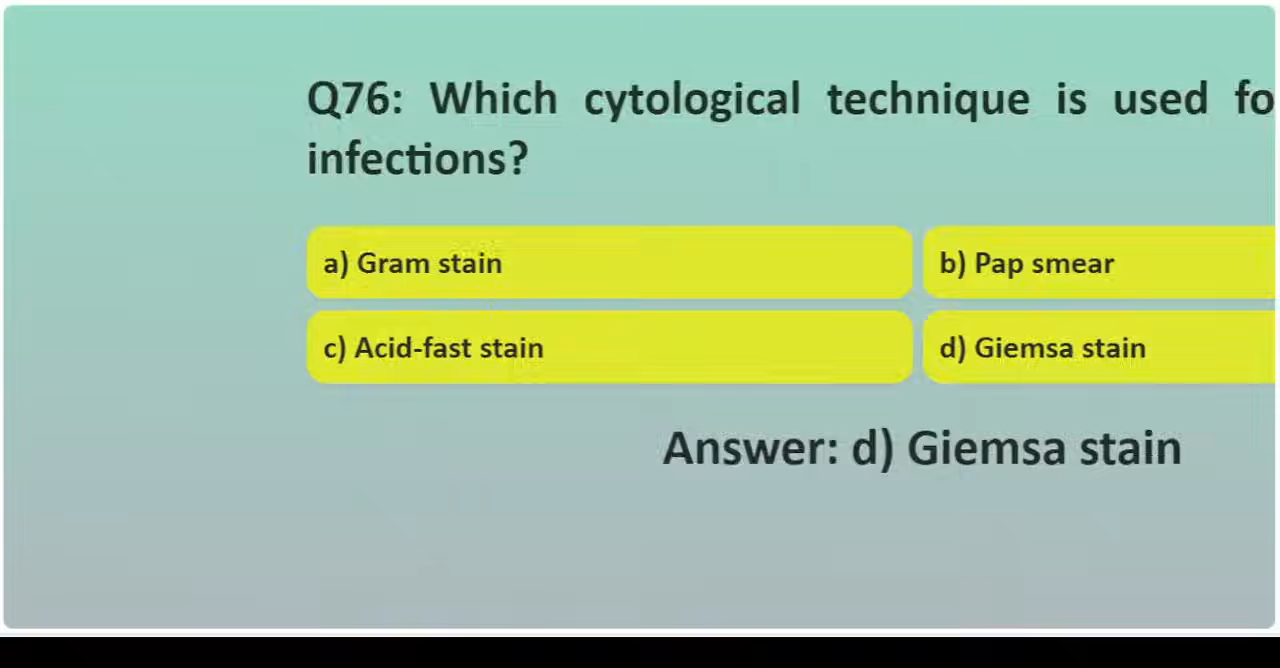 Q76: Which cytological technique is used fo
infections?
a) Gram stain
b) Pap smear
c) Acid-fast stain
d) Giemsa stain
Answer: d) Giemsa stain